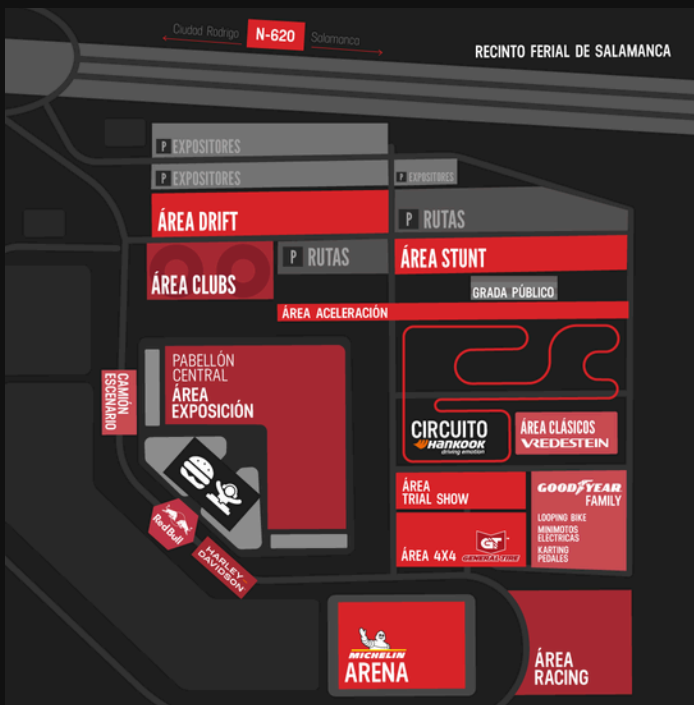 Ciudad Rodrigo
N-620
Salamanca
RECINTO FERIAL DE SALAMANCA
P EXPOSITORES
P EXPOSITORES
P EXPOSITORES
ÁREA DRIFT
P RUTAS
ÁREA CLUBS
P RUTAS
ÁREA STUNT
GRADA PÚBLICO
ÁREA ACELERACIÓN
PABELLÓN
CENTRAL
ÁREA
EXPOSICIÓN
CAMIÓN
ESCENARIO
CIRCUITO
HANKOOK
driving emotion
ÁREA CLÁSICOS
VREDESTEIN
ÁREA
TRIAL SHOW
GOODYEAR
FAMILY
LOOPING BIKE
MINIMOTOS
ELECTRICAS
KARTING
PEDALES
ÁREA 4X4
GT
GENERAL TIRE
Red Bull
HARLEY
DAVIDSON
MICHELIN
ARENA
ÁREA
RACING